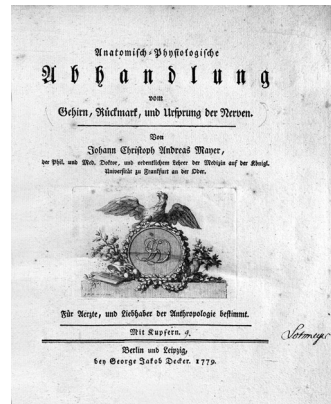 Anatomisch-Physiologische
Abhandlung
vom
Gehirn, Rückmark, und Ursprung der Nerven.
Von
Johann Christoph Andreas Mayer,
der Phil. und Med. Doktor, und ordentlichem Lehrer der Medizin auf der Königl.
Universität zu Frankfurt an der Oder.
Für Aerzte, und Liebhaber der Anthropologie bestimmt.
Mit Kupfern. 9.
Berlin und Leipzig,
bey George Jakob Decker. 1779.